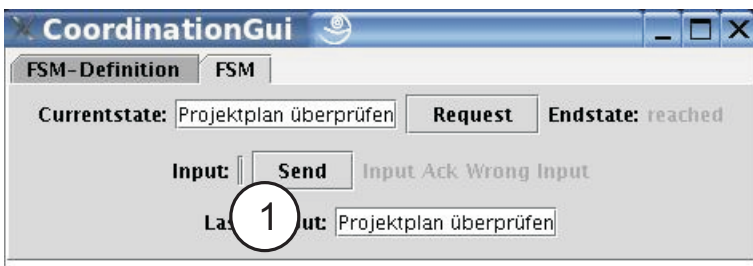 CoordinationGui
FSM-Definition FSM
Currentstate: Projektplan überprüfen Request Endstate: reached
Input: Send Input Ack Wrong Input
1 Projektplan überprüfen